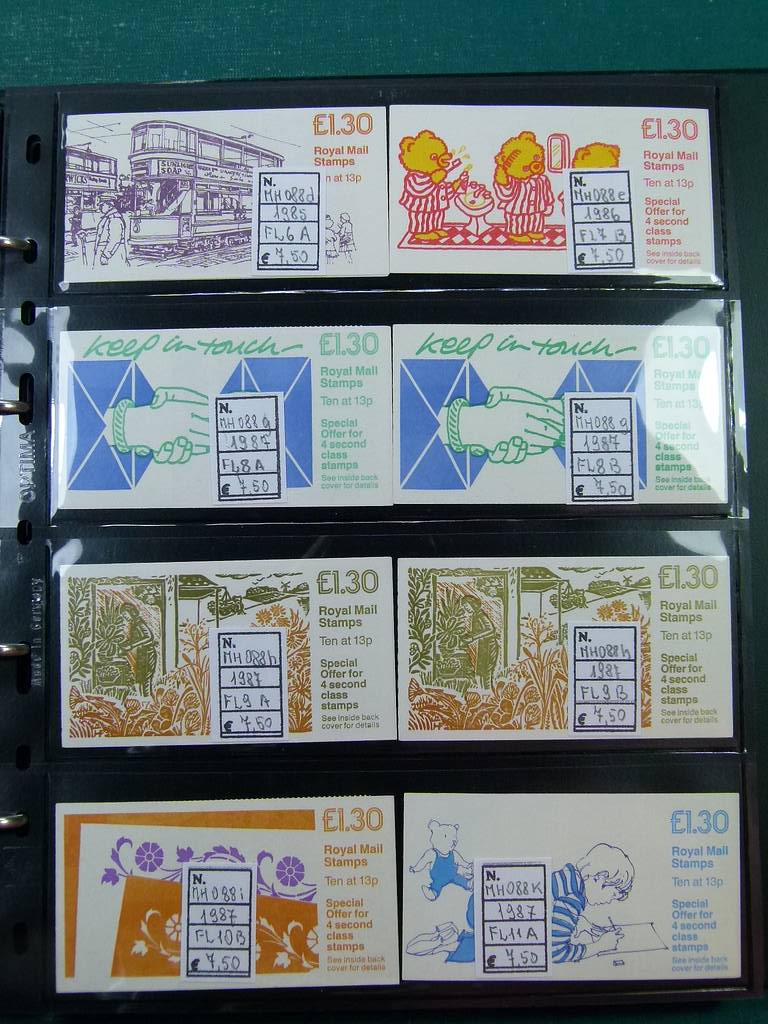 £1.30
Royal Mail
Stamps
Ten at 13p
SUNLIGHT
SOAP
N.
MH088d
1985
FL6A
€ 7,50
£1.30
Royal Mail
Stamps
Ten at 13p
Special
Offer for
4 second
class
stamps
See inside back
cover for details
N.
MH088e
1986
FL7B
€ 7,50
Keep in touch
£1.30
Royal Mail
Stamps
Ten at 13p
Special
Offer for
4 second
class
stamps
See inside back
cover for details
N.
MH088g
1987
FL8A
€ 7,50
Keep in touch
£1.30
Royal Mail
Stamps
Ten at 13p
Special
Offer for
4 second
class
stamps
See inside back
cover for details
N.
MH088g
1987
FL8B
€ 7,50
OPTIMA
Made in Germany
£1.30
Royal Mail
Stamps
Ten at 13p
Special
Offer for
4 second
class
stamps
See inside back
cover for details
N.
MH088h
1987
FL9A
€ 7,50
£1.30
Royal Mail
Stamps
Ten at 13p
Special
Offer for
4 second
class
stamps
See inside back
cover for details
N.
MH088h
1987
FL9B
€ 7,50
£1.30
Royal Mail
Stamps
Ten at 13p
Special
Offer for
4 second
class
stamps
See inside back
cover for details
N.
MH088i
1987
FL10B
€ 7,50
£1.30
Royal Mail
Stamps
Ten at 13p
Special
Offer for
4 second
class
stamps
See inside back
cover for details
N.
MH088K
1987
FL11A
€ 7,50